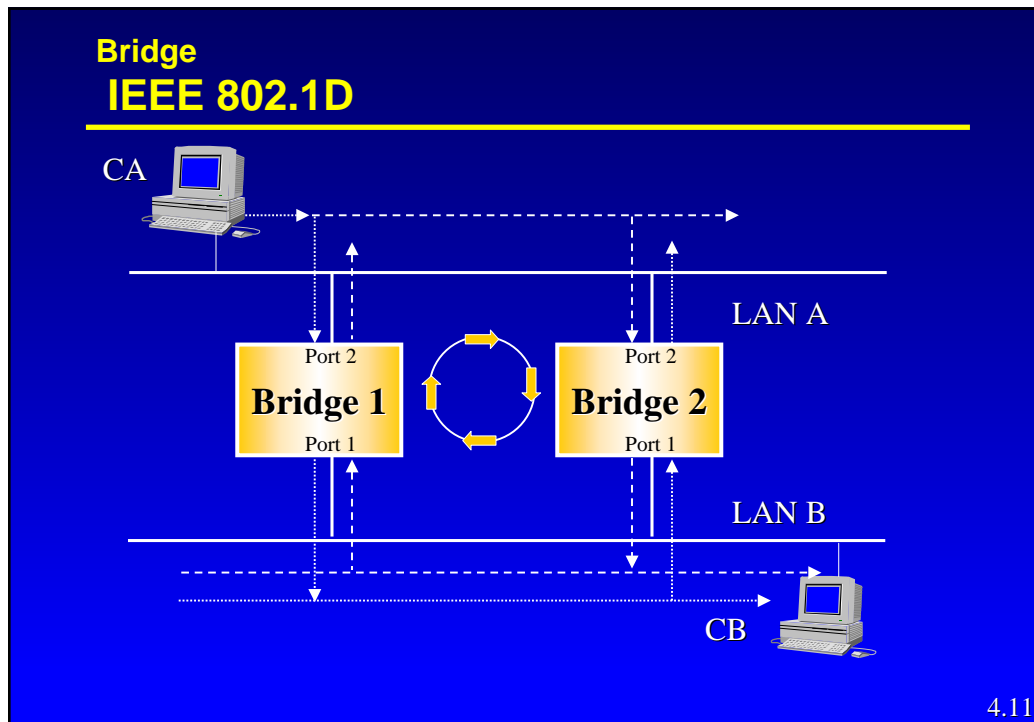 Bridge
IEEE 802.1D
CA
LAN A
Port 2
Port 2
Bridge 1
Bridge 2
Port 1
Port 1
LAN B
CB
4.11